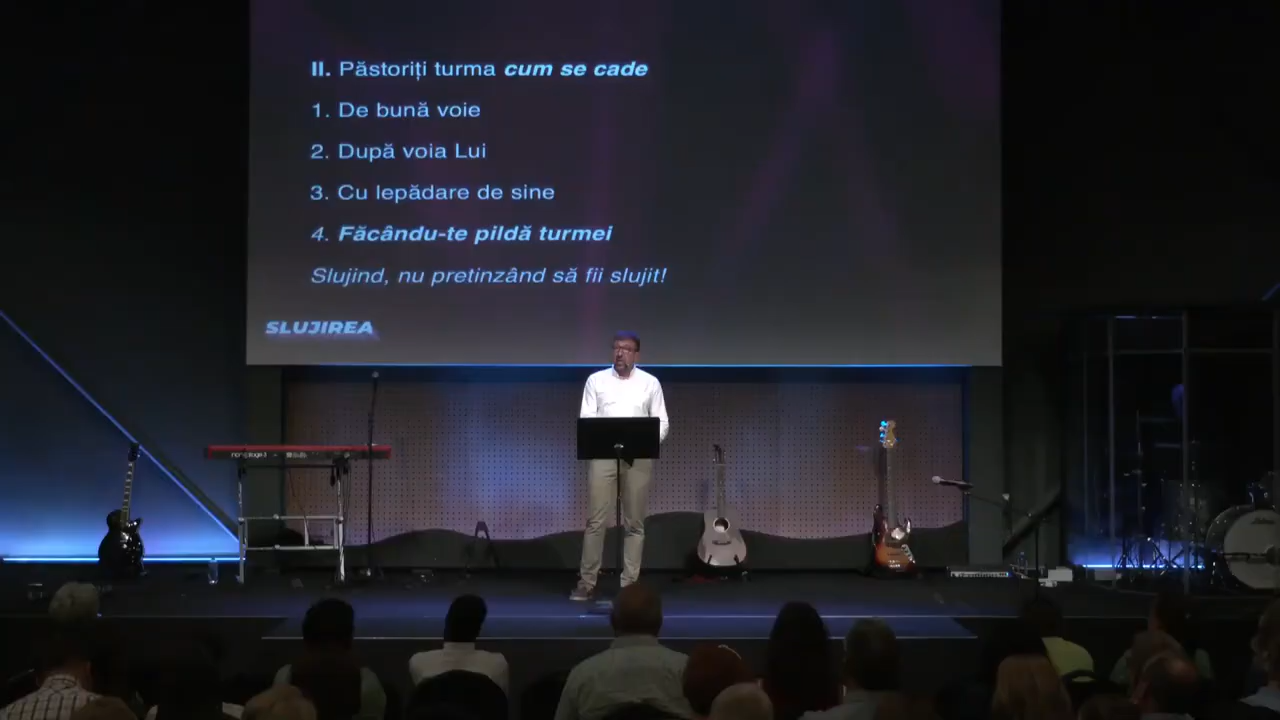 II. Păstoriți turma cum se cade
1. De bună voie
2. După voia Lui
3. Cu lepădare de sine
4. Făcându-te pildă turmei
Slujind, nu pretinzând să fii slujit!
SLUJIREA